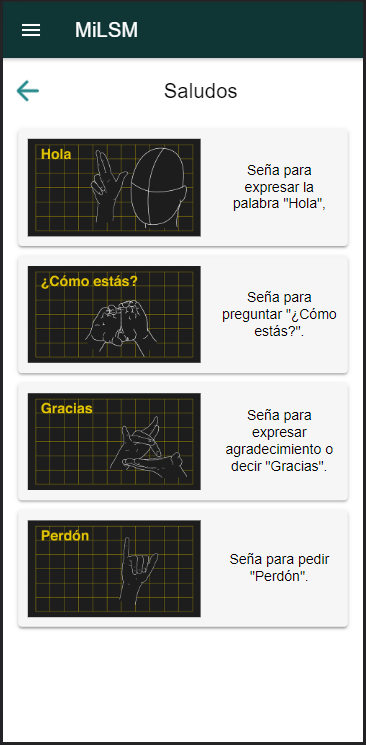 MiLSM
Saludos
Hola
Seña para
expresar la
palabra "Hola",
¿Cómo estás?
Seña para
preguntar "¿Cómo
estás?".
Gracias
Seña para
expresar
agradecimiento o
decir "Gracias".
Perdón
Seña para pedir
"Perdón".